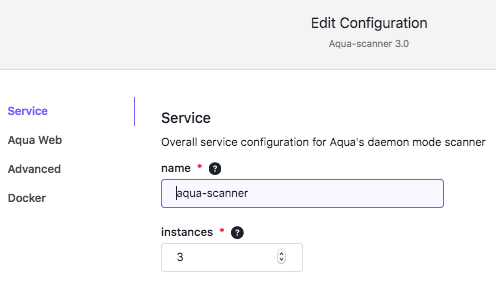 Edit Configuration
Aqua-scanner 3.0
Service
Aqua Web
Advanced
Docker
Service
Overall service configuration for Aqua's daemon mode scanner
name * ?
aqua-scanner
instances * ?
3